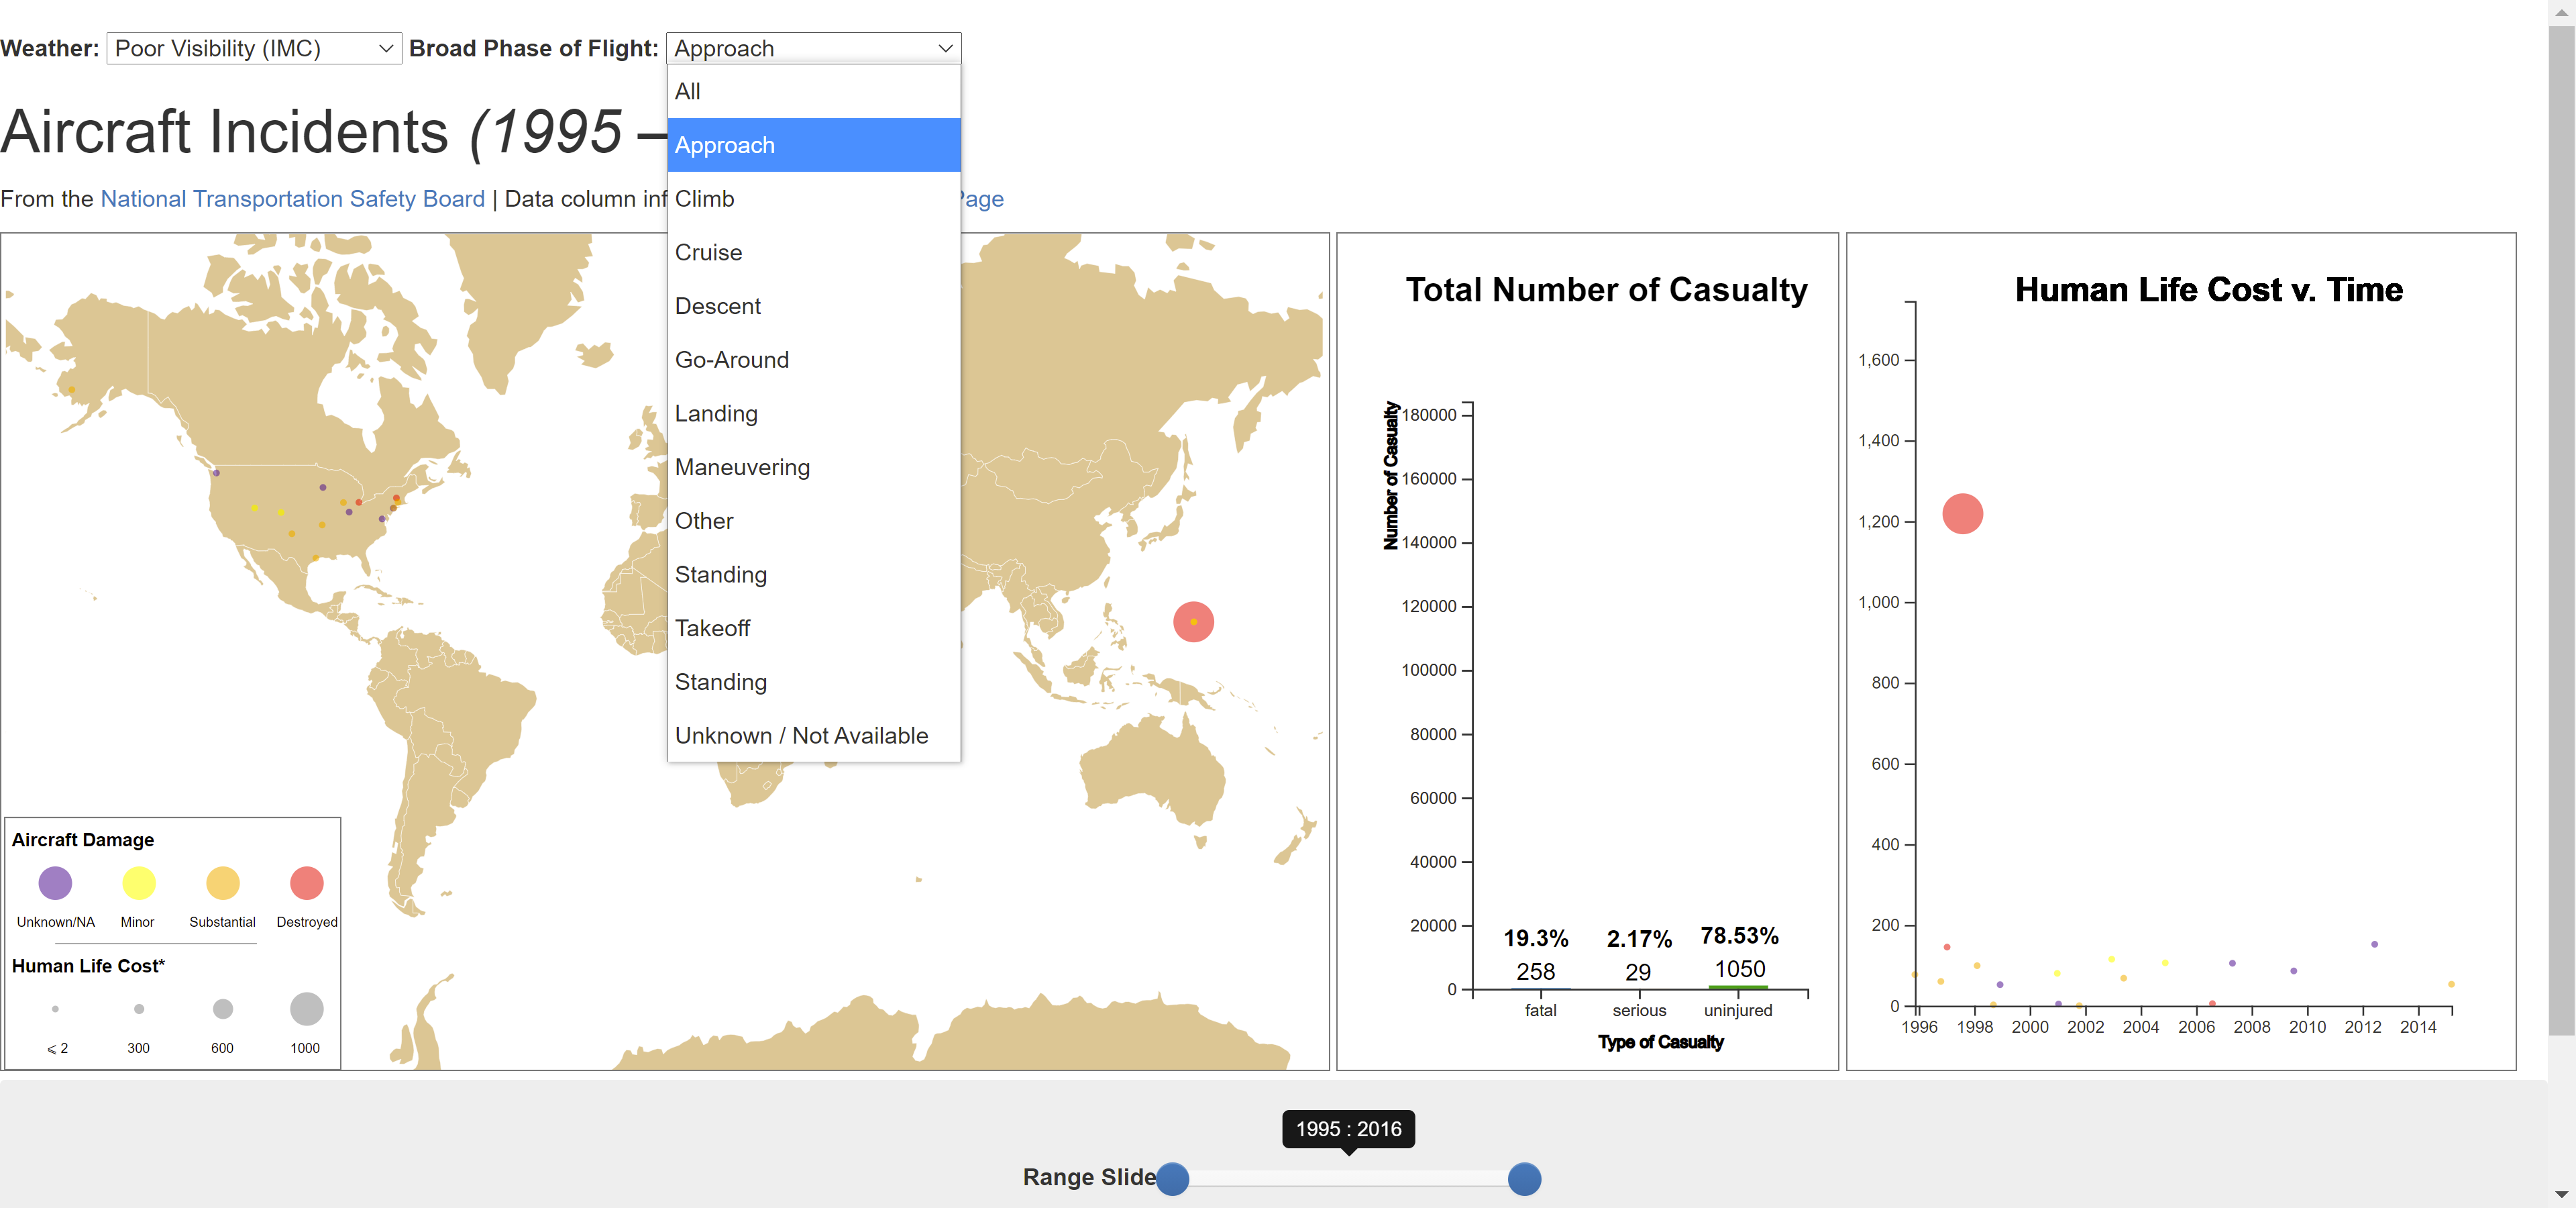 Weather: Poor Visibility (IMC) Broad Phase of Flight: Approach
All
Approach
Climb
Cruise
Descent
Go-Around
Landing
Maneuvering
Other
Standing
Takeoff
Standing
Unknown / Not Available
Aircraft Incidents (1995 –
From the National Transportation Safety Board | Data column inf
Page
Aircraft Damage
Unknown/NA Minor Substantial Destroyed
Human Life Cost*
⩽ 2 300 600 1000
Total Number of Casualty
Number of Casualty
180000
160000
140000
120000
100000
80000
60000
40000
20000
0
19.3% 2.17% 78.53%
258 29 1050
fatal serious uninjured
Type of Casualty
Human Life Cost v. Time
1,600
1,400
1,200
1,000
800
600
400
200
0
1996 1998 2000 2002 2004 2006 2008 2010 2012 2014
1995 : 2016
Range Slide